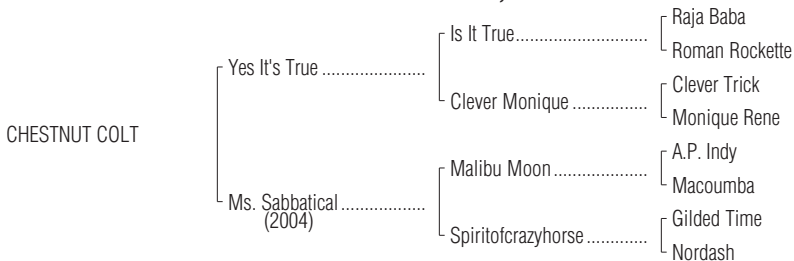 Raja Baba
Is It True
Roman Rockette
Yes It's True
Clever Trick
Clever Monique
Monique Rene
CHESTNUT COLT
A.P. Indy
Malibu Moon
Macoumba
Ms. Sabbatical
(2004)
Gilded Time
Spiritofcrazyhorse
Nordash